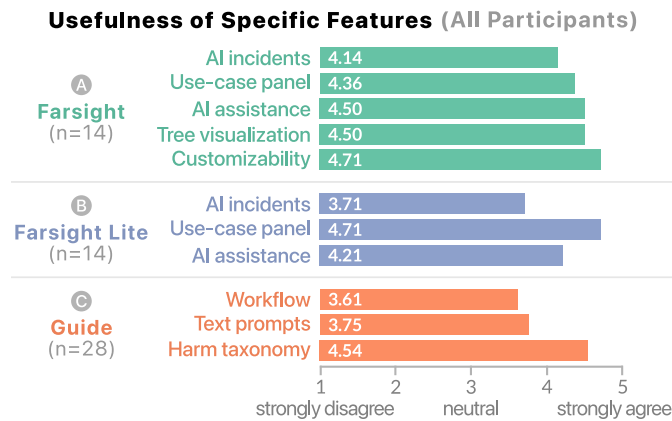 Usefulness of Specific Features (All Participants)
A
Farsight
(n=14)
AI incidents 4.14
Use-case panel 4.36
AI assistance 4.50
Tree visualization 4.50
Customizability 4.71
B
Farsight Lite
(n=14)
AI incidents 3.71
Use-case panel 4.71
AI assistance 4.21
C
Guide
(n=28)
Workflow 3.61
Text prompts 3.75
Harm taxonomy 4.54
1 2 3 4 5
strongly disagree neutral strongly agree